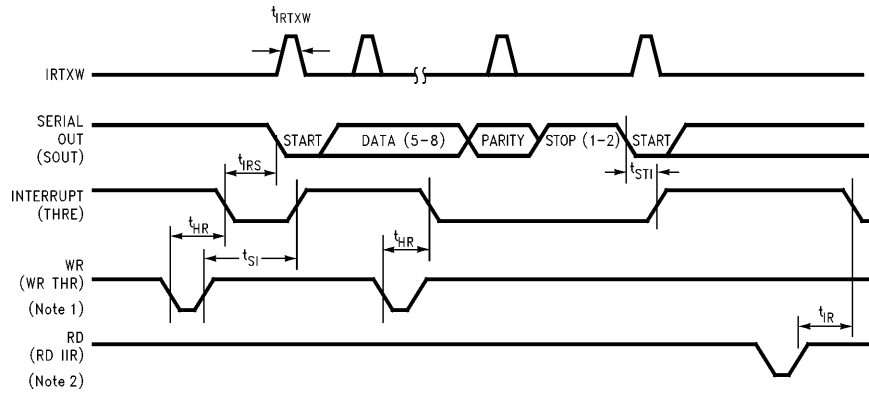 tIRTXW
IRTXW
SERIAL
OUT
(SOUT)
START
DATA (5-8)
PARITY
STOP (1-2)
START
tIRS
tSTI
INTERRUPT
(THRE)
tHR
tSI
tHR
WR
(WR THR)
(Note 1)
tIR
RD
(RD IIR)
(Note 2)